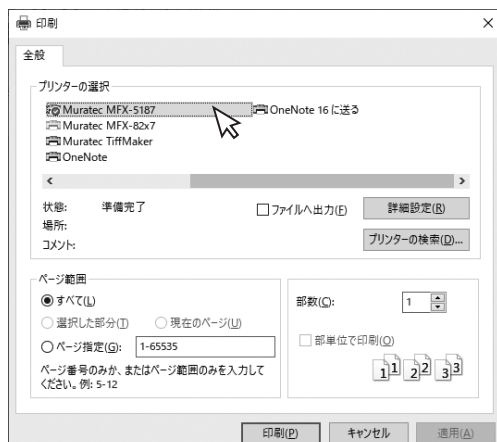 印刷
全般
プリンターの選択
Muratec MFX-5187
OneNote 16 に送る
Muratec MFX-82x7
Muratec TiffMaker
OneNote
状態: 準備完了
ファイルへ出力(F)
詳細設定(R)
場所:
コメント:
プリンターの検索(D)...
ページ範囲
すべて(L)
選択した部分(T)
現在のページ(U)
ページ指定(G): 1-65535
ページ番号のみか、またはページ範囲のみを入力して
ください。例: 5-12
部数(C): 1
部単位で印刷(O)
1 1 2 2 3 3
印刷(P)
キャンセル
適用(A)